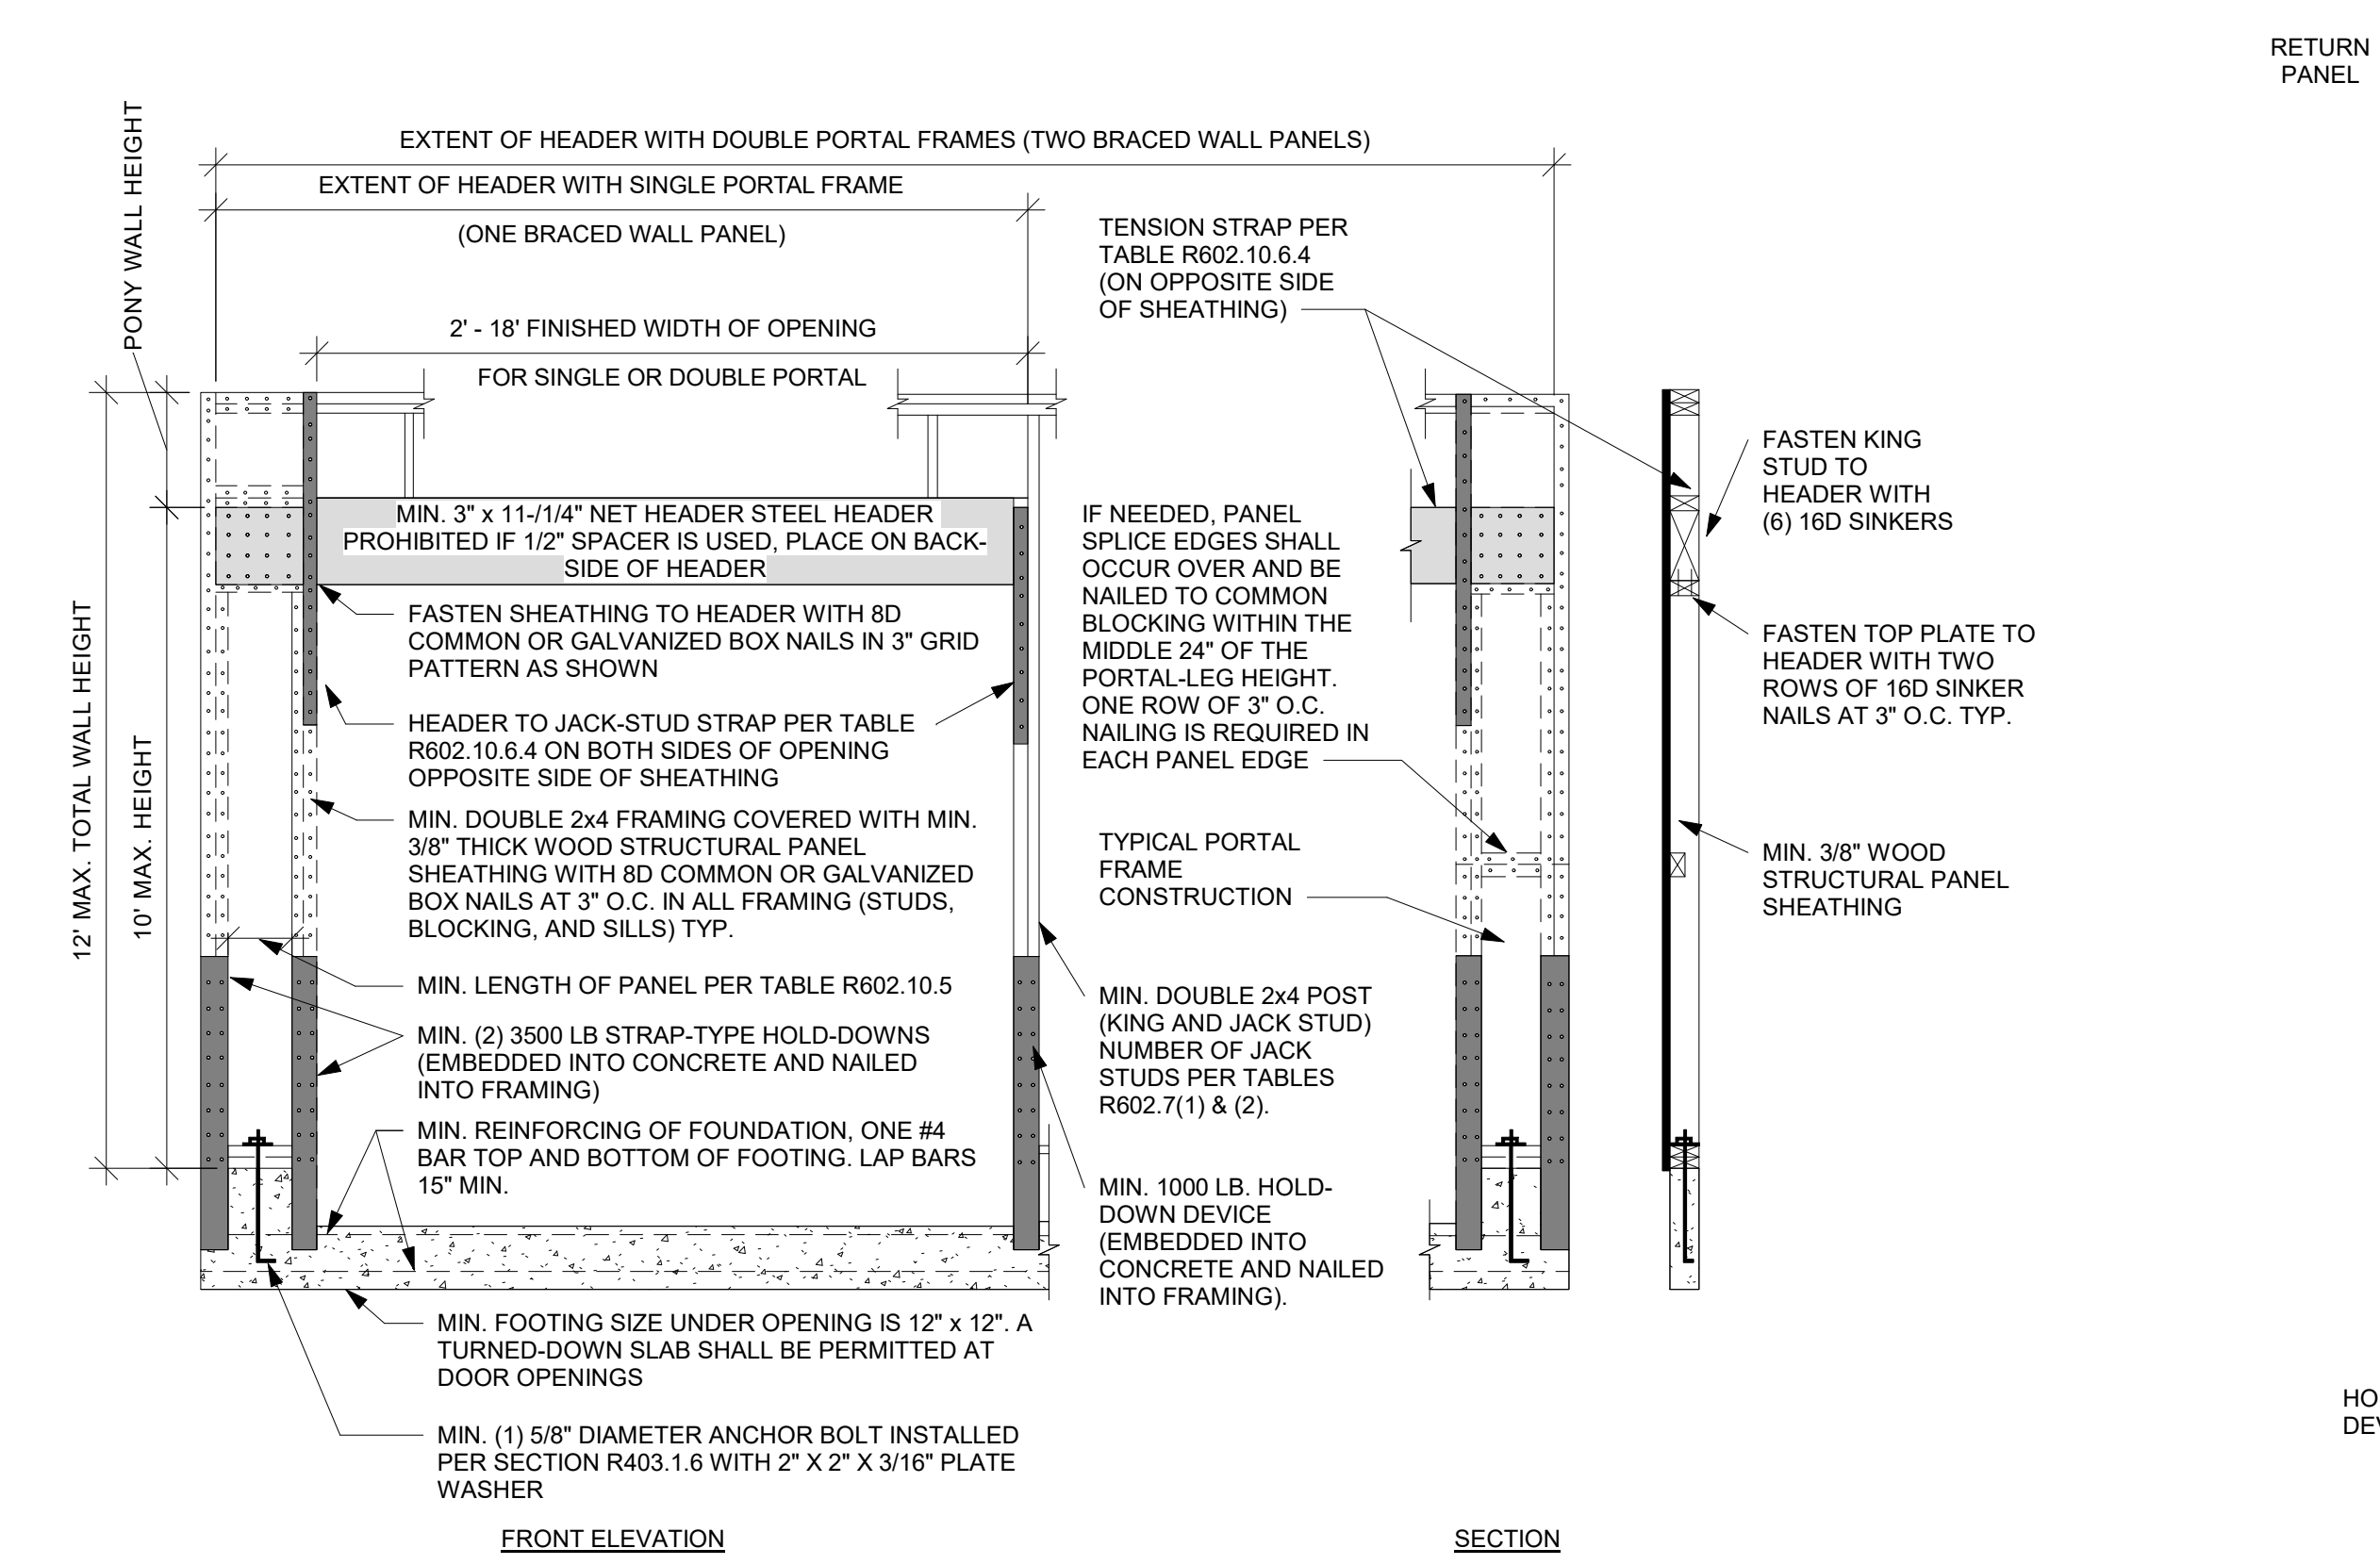 RETURN
PANEL
EXTENT OF HEADER WITH DOUBLE PORTAL FRAMES (TWO BRACED WALL PANELS)
EXTENT OF HEADER WITH SINGLE PORTAL FRAME
(ONE BRACED WALL PANEL)
2' - 18' FINISHED WIDTH OF OPENING
FOR SINGLE OR DOUBLE PORTAL
PONY WALL HEIGHT
12' MAX. TOTAL WALL HEIGHT
10' MAX. HEIGHT
MIN. 3" x 11-/1/4" NET HEADER STEEL HEADER
PROHIBITED IF 1/2" SPACER IS USED, PLACE ON BACK-
SIDE OF HEADER
FASTEN SHEATHING TO HEADER WITH 8D
COMMON OR GALVANIZED BOX NAILS IN 3" GRID
PATTERN AS SHOWN
HEADER TO JACK-STUD STRAP PER TABLE
R602.10.6.4 ON BOTH SIDES OF OPENING
OPPOSITE SIDE OF SHEATHING
MIN. DOUBLE 2x4 FRAMING COVERED WITH MIN.
3/8" THICK WOOD STRUCTURAL PANEL
SHEATHING WITH 8D COMMON OR GALVANIZED
BOX NAILS AT 3" O.C. IN ALL FRAMING (STUDS,
BLOCKING, AND SILLS) TYP.
MIN. LENGTH OF PANEL PER TABLE R602.10.5
MIN. (2) 3500 LB STRAP-TYPE HOLD-DOWNS
(EMBEDDED INTO CONCRETE AND NAILED
INTO FRAMING)
MIN. REINFORCING OF FOUNDATION, ONE #4
BAR TOP AND BOTTOM OF FOOTING. LAP BARS
15" MIN.
MIN. FOOTING SIZE UNDER OPENING IS 12" x 12". A
TURNED-DOWN SLAB SHALL BE PERMITTED AT
DOOR OPENINGS
MIN. (1) 5/8" DIAMETER ANCHOR BOLT INSTALLED
PER SECTION R403.1.6 WITH 2" X 2" X 3/16" PLATE
WASHER
FRONT ELEVATION
TENSION STRAP PER
TABLE R602.10.6.4
(ON OPPOSITE SIDE
OF SHEATHING)
IF NEEDED, PANEL
SPLICE EDGES SHALL
OCCUR OVER AND BE
NAILED TO COMMON
BLOCKING WITHIN THE
MIDDLE 24" OF THE
PORTAL-LEG HEIGHT.
ONE ROW OF 3" O.C.
NAILING IS REQUIRED IN
EACH PANEL EDGE
TYPICAL PORTAL
FRAME
CONSTRUCTION
MIN. DOUBLE 2x4 POST
(KING AND JACK STUD)
NUMBER OF JACK
STUDS PER TABLES
R602.7(1) & (2).
MIN. 1000 LB. HOLD-
DOWN DEVICE
(EMBEDDED INTO
CONCRETE AND NAILED
INTO FRAMING).
FASTEN KING
STUD TO
HEADER WITH
(6) 16D SINKERS
FASTEN TOP PLATE TO
HEADER WITH TWO
ROWS OF 16D SINKER
NAILS AT 3" O.C. TYP.
MIN. 3/8" WOOD
STRUCTURAL PANEL
SHEATHING
SECTION